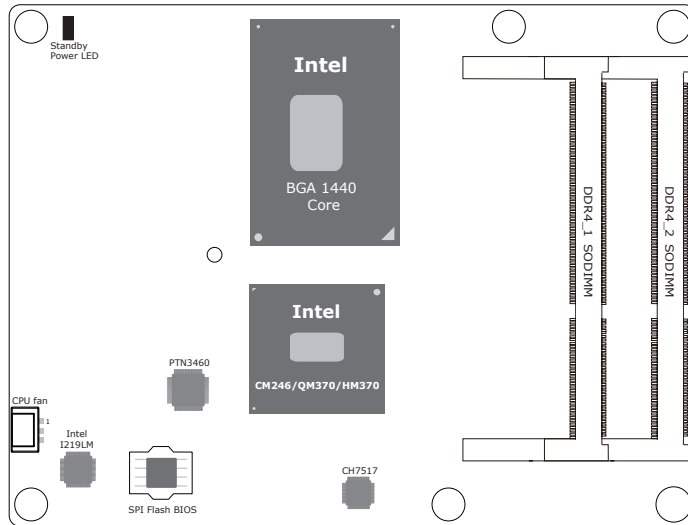 Standby
Power LED
Intel
BGA 1440
Core
DDR4_1 SODIMM
DDR4_2 SODIMM
Intel
CM246/QM370/HM370
PTN3460
CPU fan
1
Intel
I219LM
SPI Flash BIOS
CH7517